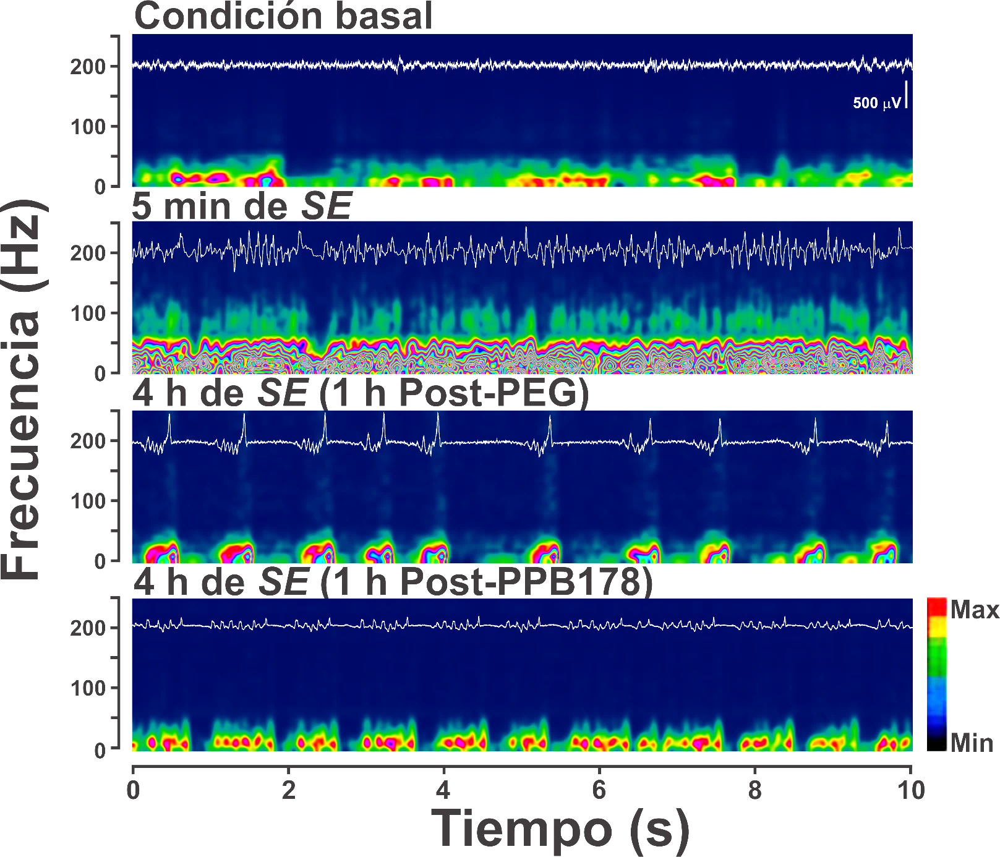 Condición basal
200
500 µV
100
0
5 min de SE
200
100
0
4 h de SE (1 h Post-PEG)
200
100
0
4 h de SE (1 h Post-PPB178)
200
100
0
Max
Min
0 2 4 6 8 10
Tiempo (s)
Frecuencia (Hz)